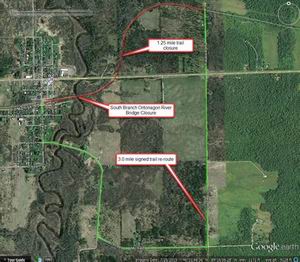 1.25 mile trail
closure
South Branch Ontonagon River
Bridge Closure
3.0 mile signed trail re-route
Google earth